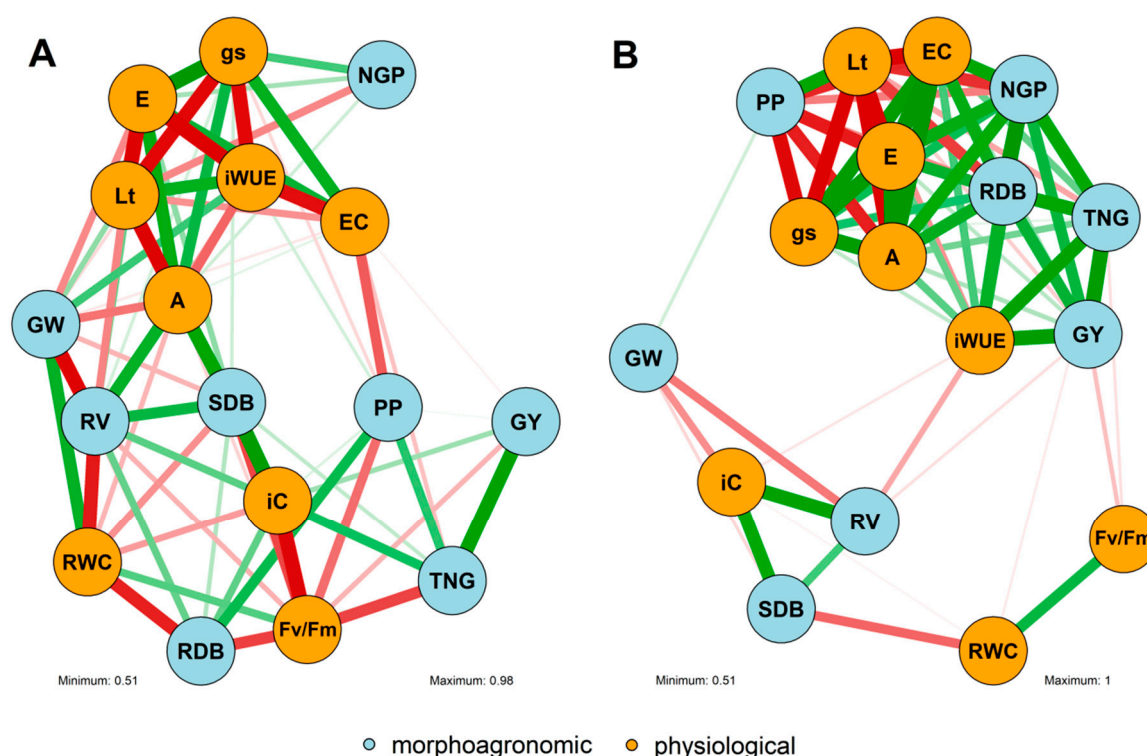 A
gs
NGP
E
Lt
iWUE
EC
A
GW
RV
SDB
PP
GY
iC
RWC
TNG
Fv/Fm
RDB
Minimum: 0.51
Maximum: 0.98
B
Lt
EC
PP
NGP
E
RDB
TNG
gs
A
iWUE
GY
GW
iC
RV
Fv/Fm
SDB
RWC
Minimum: 0.51
Maximum: 1
morphoagronomic
physiological